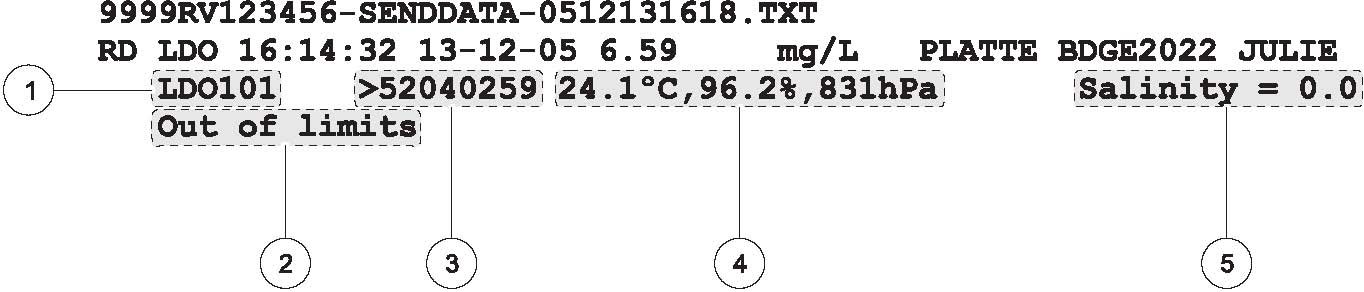 9999RV123456-SENDDATA-0512131618.TXT
RD LDO 16:14:32 13-12-05 6.59 mg/L PLATTE BDGE2022 JULIE
1 LDO101 >52040259 24.1ºC,96.2%,831hPa Salinity = 0.0
Out of limits
2 3 4 5